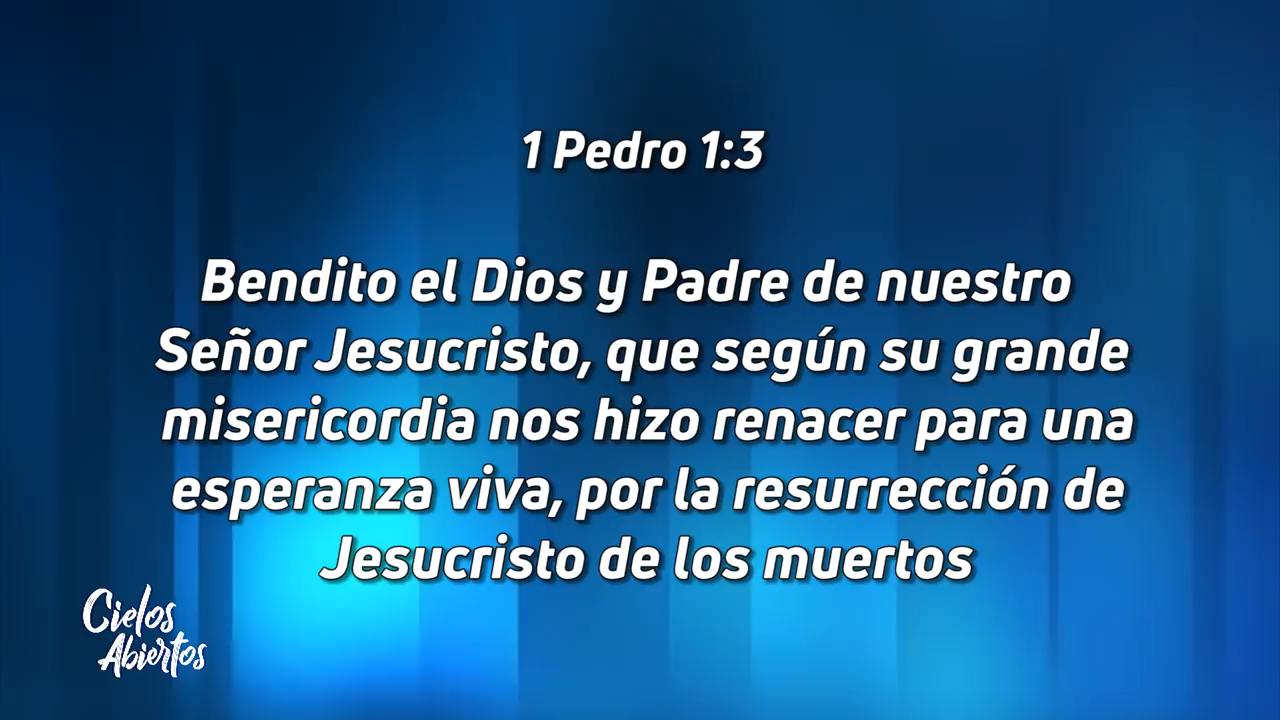 1 Pedro 1:3
Bendito el Dios y Padre de nuestro
Señor Jesucristo, que según su grande
misericordia nos hizo renacer para una
esperanza viva, por la resurrección de
Jesucristo de los muertos
Cielos
Abiertos